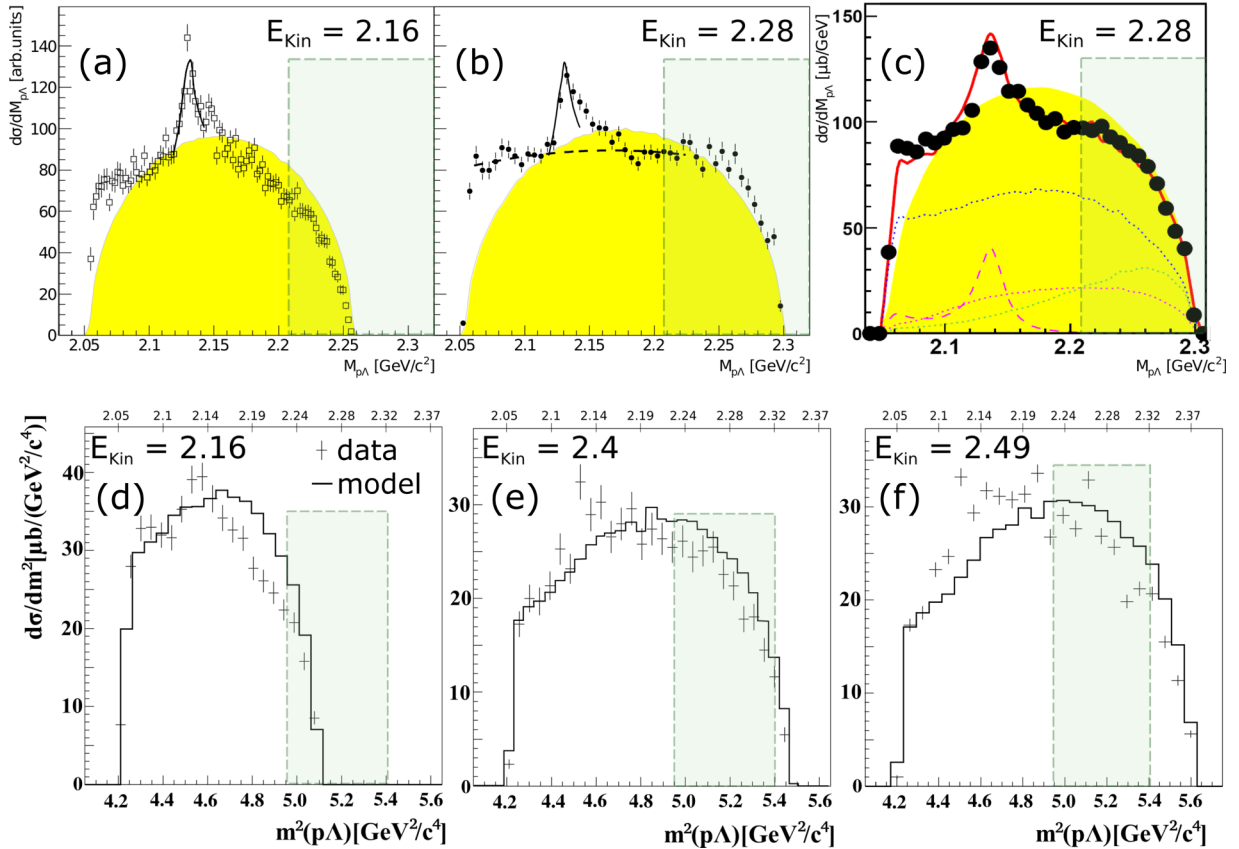 (a)
E_Kin = 2.16
dσ/dM_pΛ [arb.units]
140
120
100
80
60
40
20
0
2.05 2.1 2.15 2.2 2.25 2.3
M_pΛ [GeV/c²]
(b)
E_Kin = 2.28
2.05 2.1 2.15 2.2 2.25 2.3
M_pΛ [GeV/c²]
(c)
E_Kin = 2.28
dσ/dM_pΛ [μb/GeV]
150
100
50
0
2.1 2.2 2.3
M_pΛ [GeV/c²]
2.05 2.1 2.14 2.19 2.24 2.28 2.32 2.37
E_Kin = 2.16
(d)
data
model
dσ/dm²[μb/(GeV²/c⁴)]
40
30
20
10
0
4.2 4.4 4.6 4.8 5.0 5.2 5.4 5.6
m²(pΛ)[GeV²/c⁴]
2.05 2.1 2.14 2.19 2.24 2.28 2.33 2.37
E_Kin = 2.4
(e)
30
20
10
0
4.2 4.4 4.6 4.8 5.0 5.2 5.4 5.6
m²(pΛ)[GeV²/c⁴]
2.05 2.1 2.14 2.19 2.24 2.28 2.32 2.37
E_Kin = 2.49
(f)
30
20
10
0
4.2 4.4 4.6 4.8 5.0 5.2 5.4 5.6
m²(pΛ)[GeV²/c⁴]